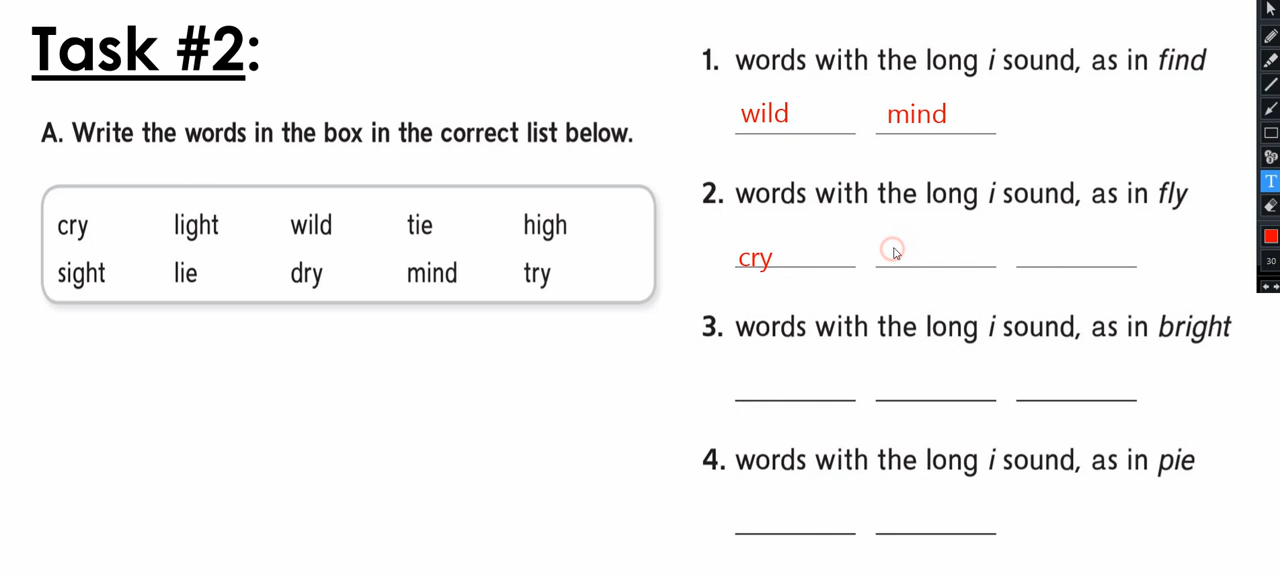 Task #2:
A. Write the words in the box in the correct list below.
cry light wild tie high
sight lie dry mind try
1. words with the long i sound, as in find
wild mind
2. words with the long i sound, as in fly
cry
3. words with the long i sound, as in bright
4. words with the long i sound, as in pie
T
30